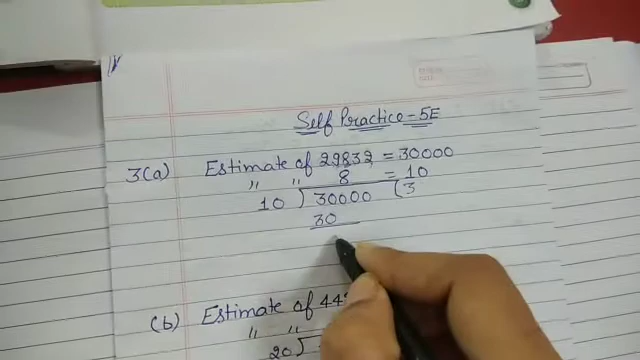 Self Practice-5E
3(a) Estimate of 29832 = 30000
" " 8 = 10
10 ) 30000 ( 3
30
(b) Estimate of 44
" "
20 )